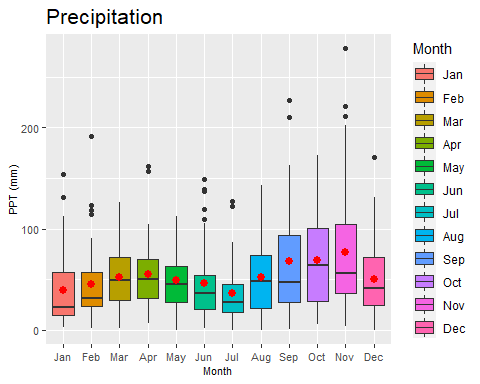 Precipitation
PPT (mm)
200
100
0
Jan Feb Mar Apr May Jun Jul Aug Sep Oct Nov Dec
Month
Month
Jan
Feb
Mar
Apr
May
Jun
Jul
Aug
Sep
Oct
Nov
Dec